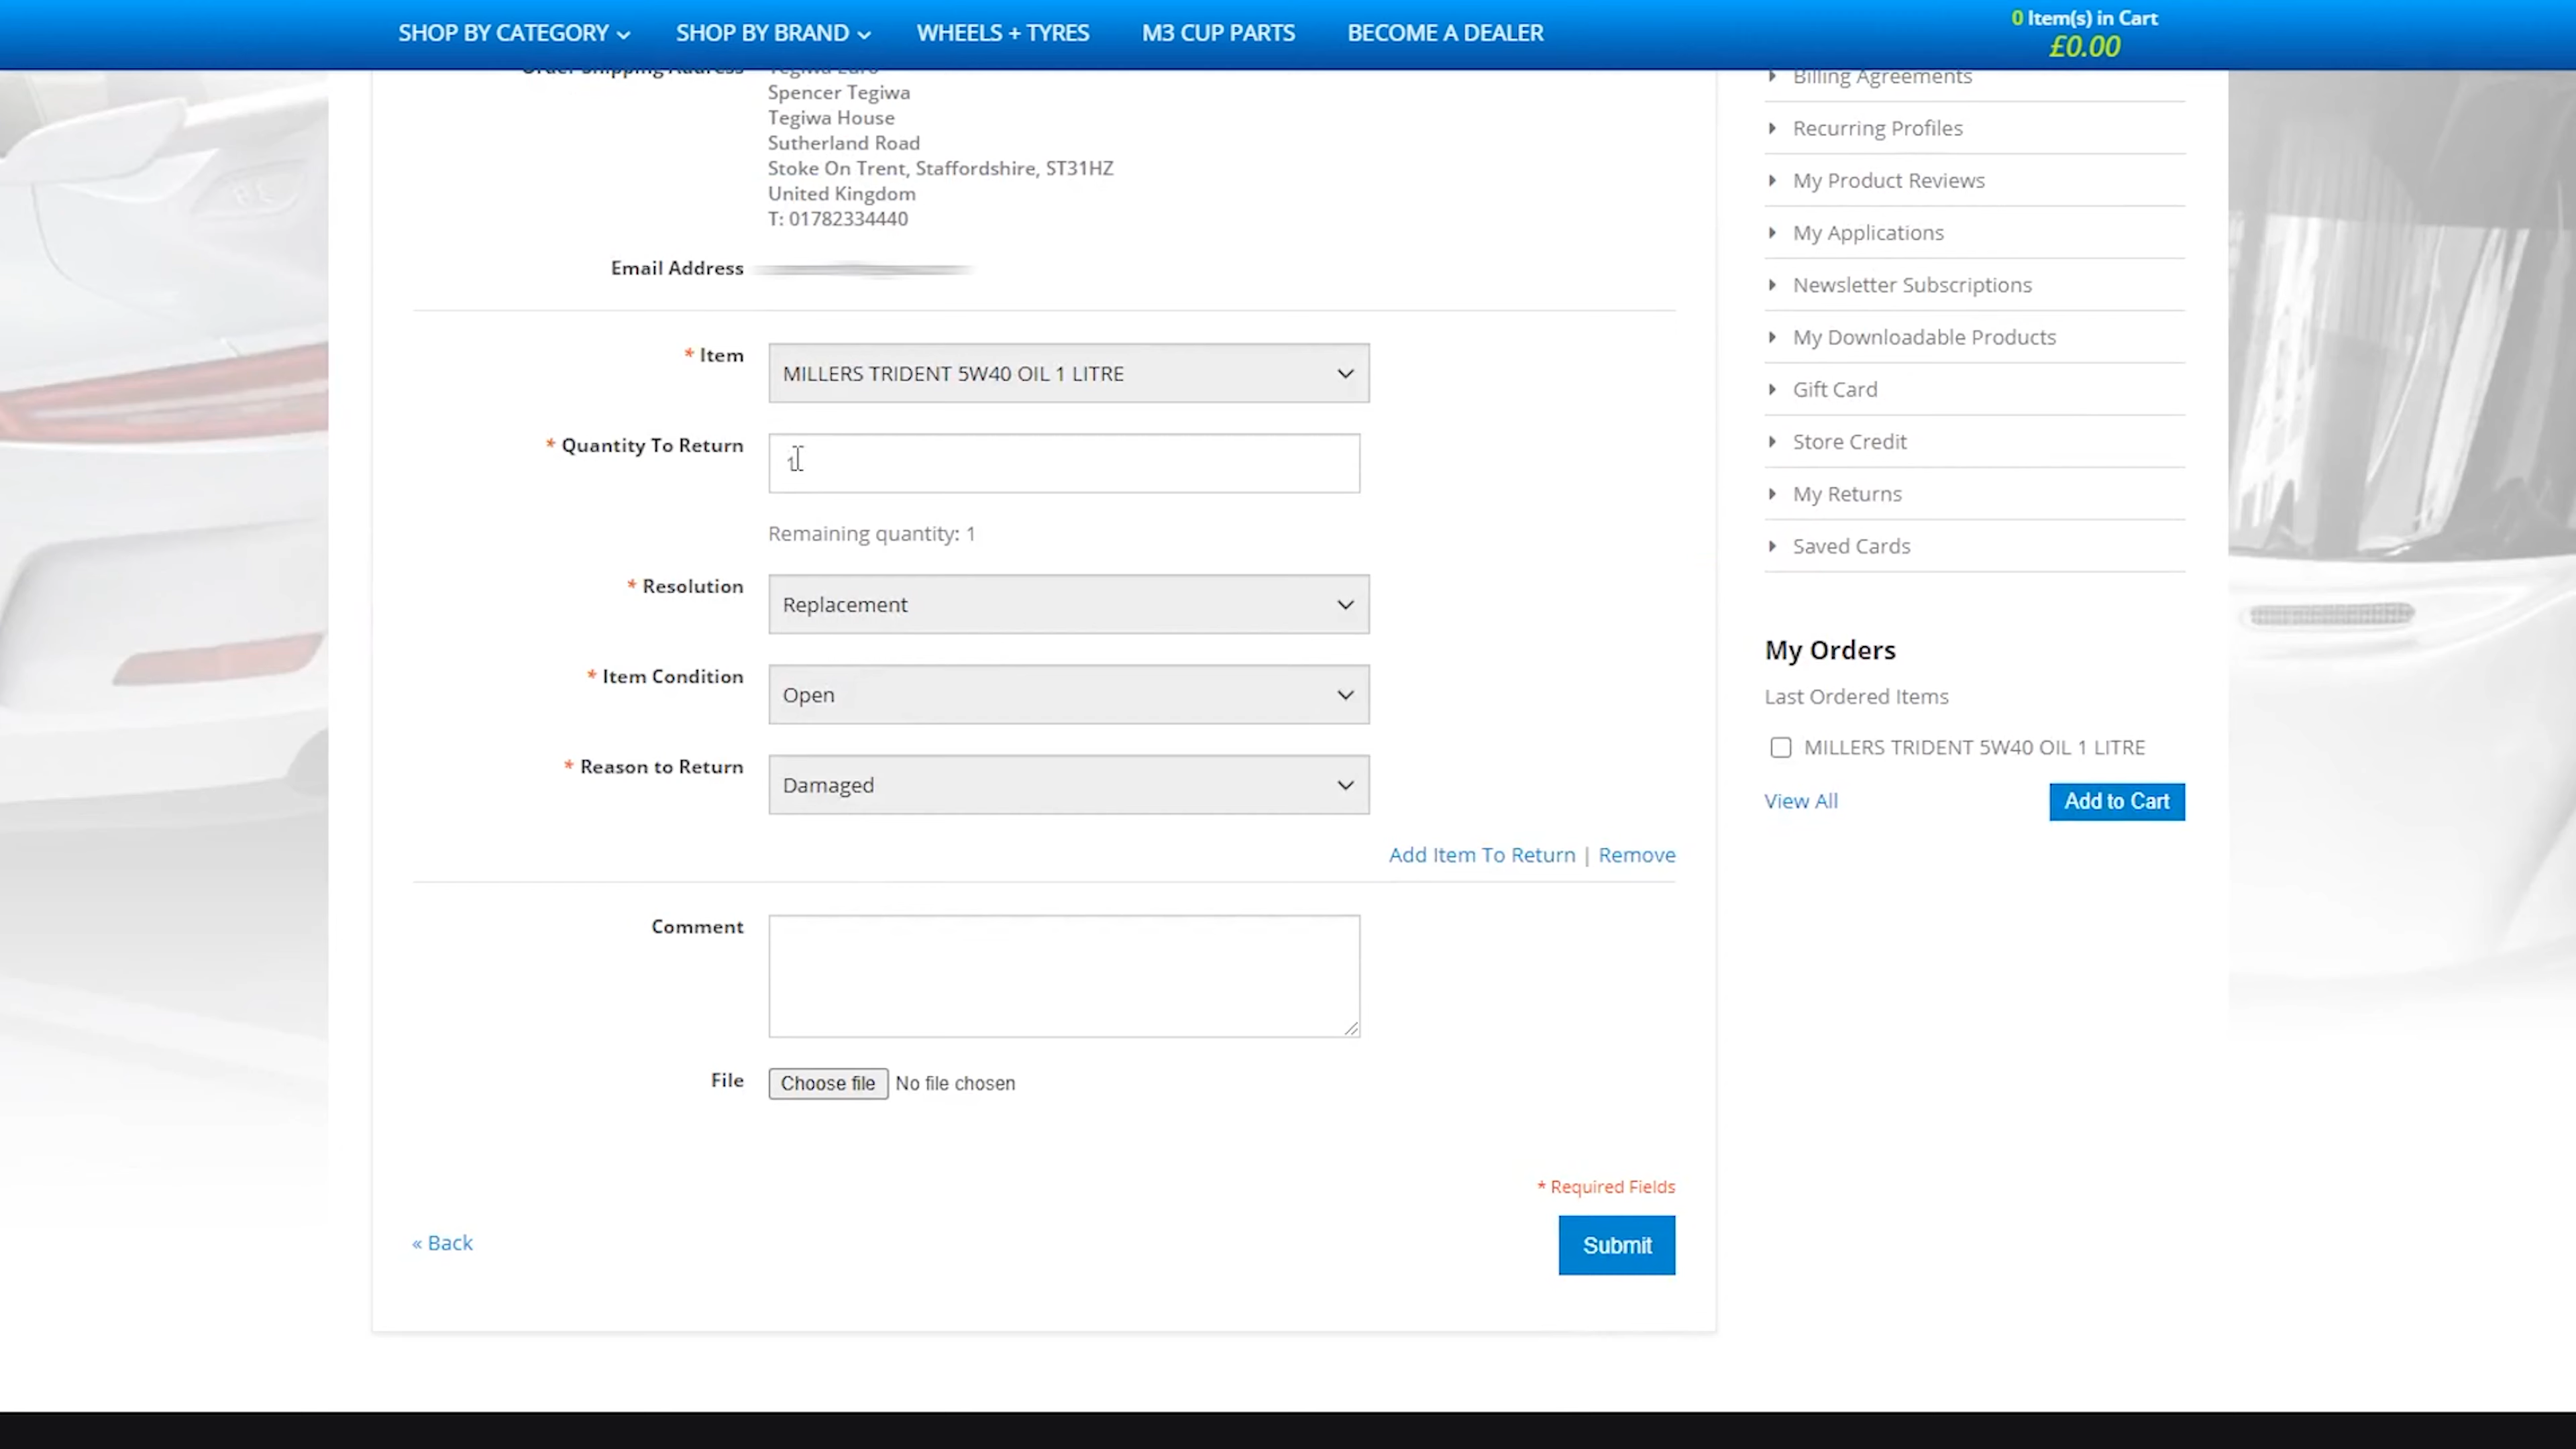 SHOP BY CATEGORY
SHOP BY BRAND
WHEELS + TYRES
M3 CUP PARTS
BECOME A DEALER
0 Item(s) in Cart
£0.00
Order Shipping Address
Tegiwa Euro
Spencer Tegiwa
Tegiwa House
Sutherland Road
Stoke On Trent, Staffordshire, ST31HZ
United Kingdom
T: 01782334440
Email Address
* Item
MILLERS TRIDENT 5W40 OIL 1 LITRE
* Quantity To Return
1
Remaining quantity: 1
* Resolution
Replacement
* Item Condition
Open
* Reason to Return
Damaged
Add Item To Return | Remove
Comment
File
Choose file No file chosen
* Required Fields
« Back
Submit
Billing Agreements
Recurring Profiles
My Product Reviews
My Applications
Newsletter Subscriptions
My Downloadable Products
Gift Card
Store Credit
My Returns
Saved Cards
My Orders
Last Ordered Items
MILLERS TRIDENT 5W40 OIL 1 LITRE
View All
Add to Cart